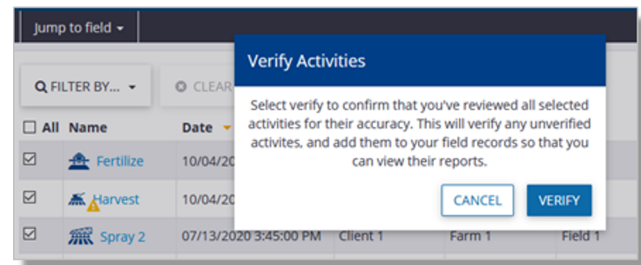 Jump to field
Verify Activities
FILTER BY...
CLEAR
Select verify to confirm that you've reviewed all selected
activities for their accuracy. This will verify any unverified
activites, and add them to your field records so that you
can view their reports.
All Name Date
Fertilize 10/04/20
Harvest 10/04/20
CANCEL VERIFY
Spray 2 07/13/2020 3:45:00 PM Client 1 Farm 1 Field 1